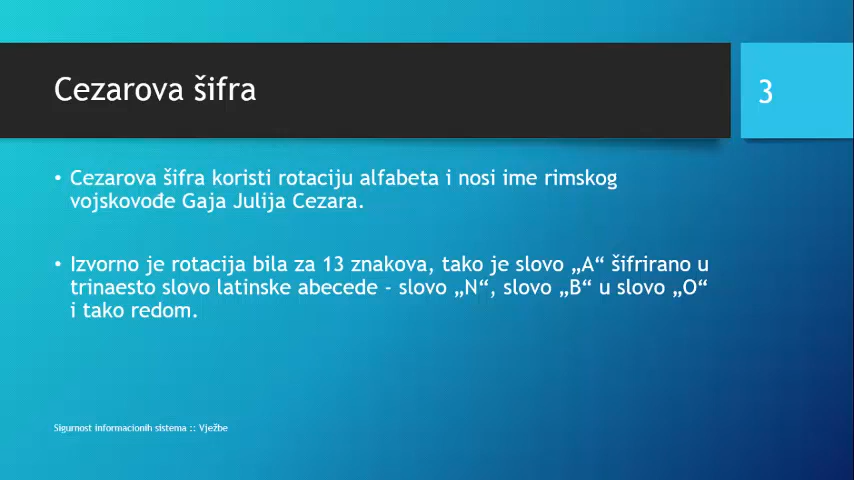 Cezarova šifra
3
• Cezarova šifra koristi rotaciju alfabeta i nosi ime rimskog
vojskovođe Gaja Julija Cezara.
• Izvorno je rotacija bila za 13 znakova, tako je slovo „A“ šifrirano u
trinaesto slovo latinske abecede - slovo „N“, slovo „B“ u slovo „O“
i tako redom.
Sigurnost informacionih sistema :: Vježbe